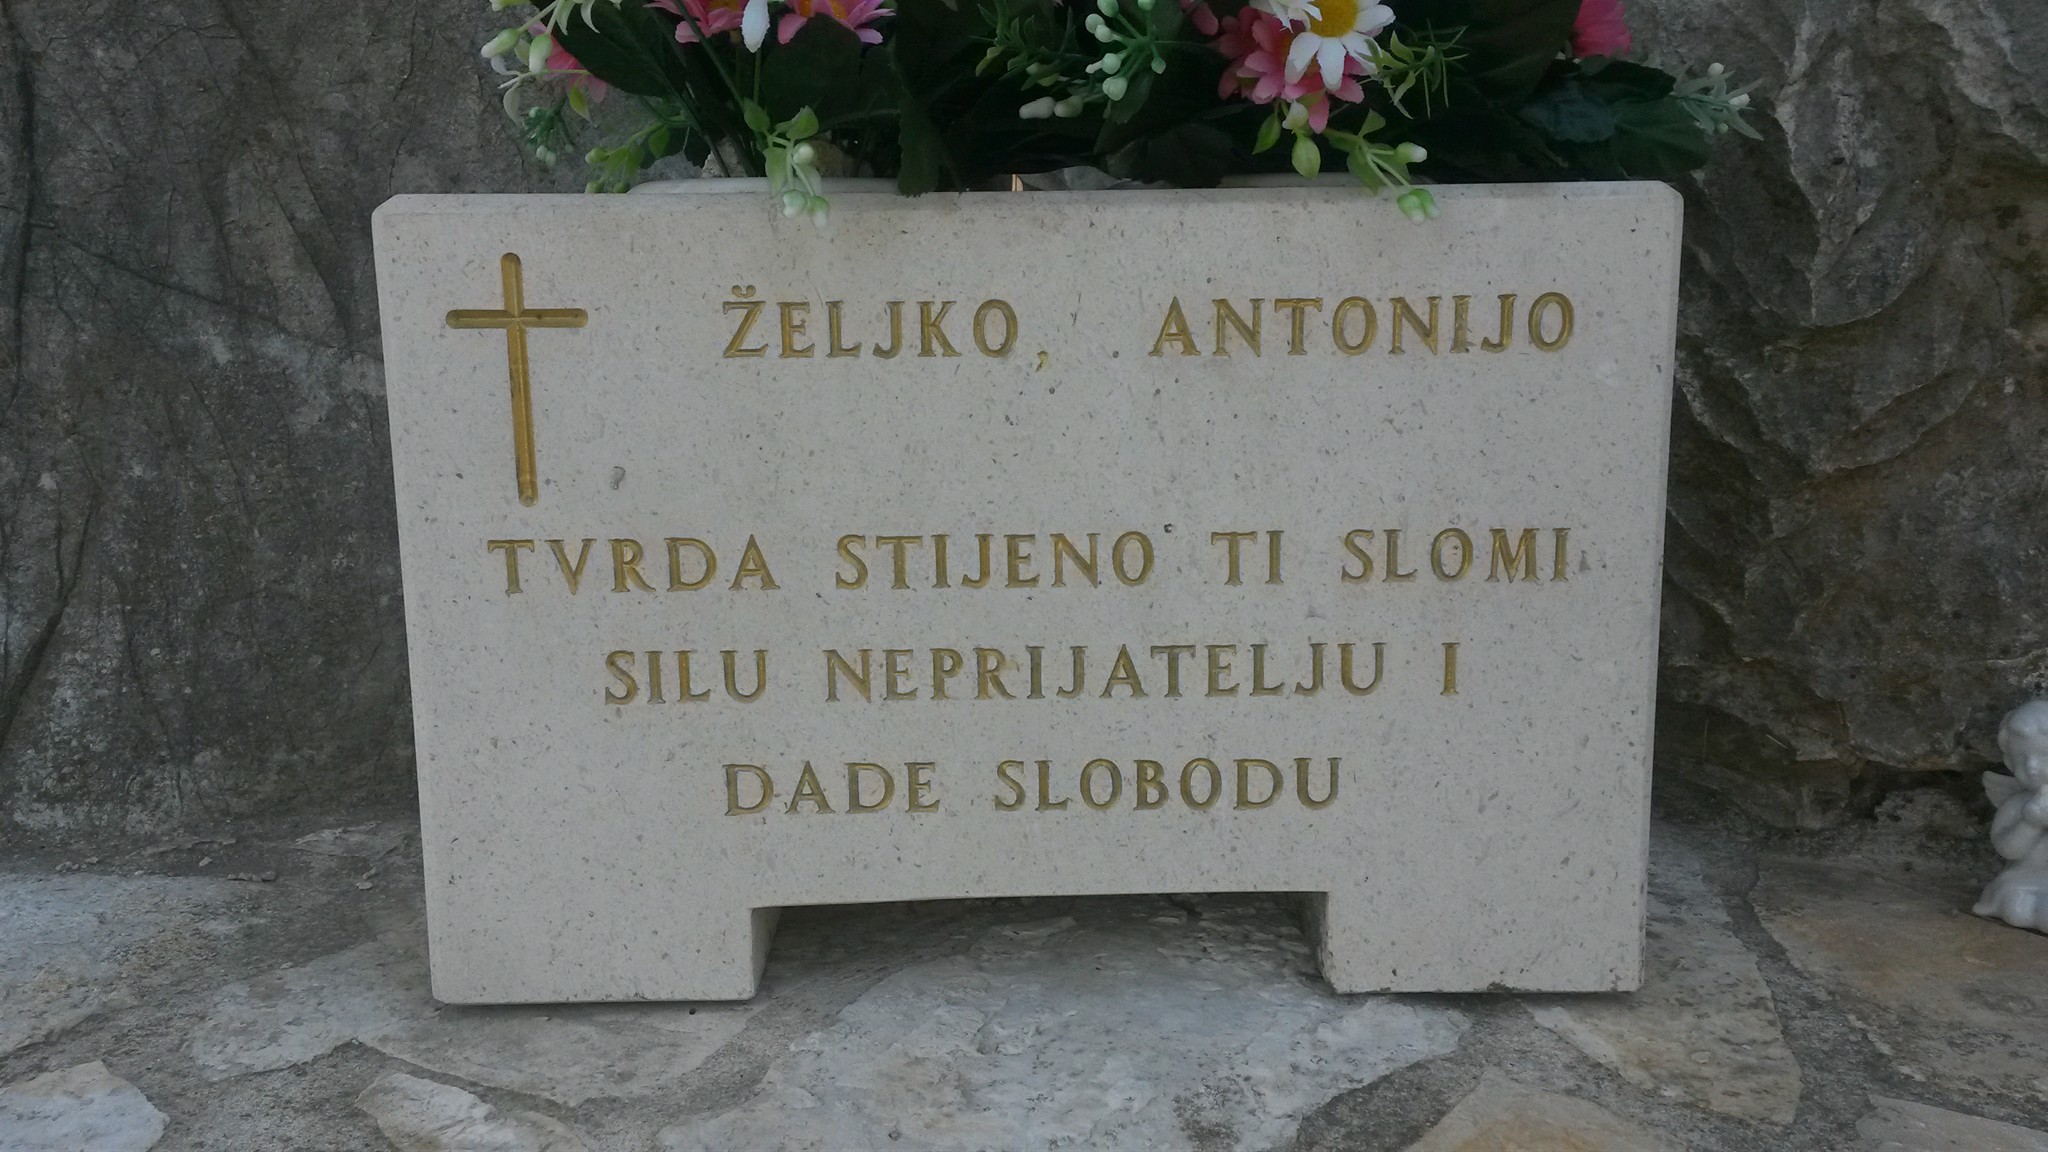 ŽELJKO, ANTONIJO
TVRDA STIJENO TI SLOMI
SILU NEPRIJATELJU I
DADE SLOBODU